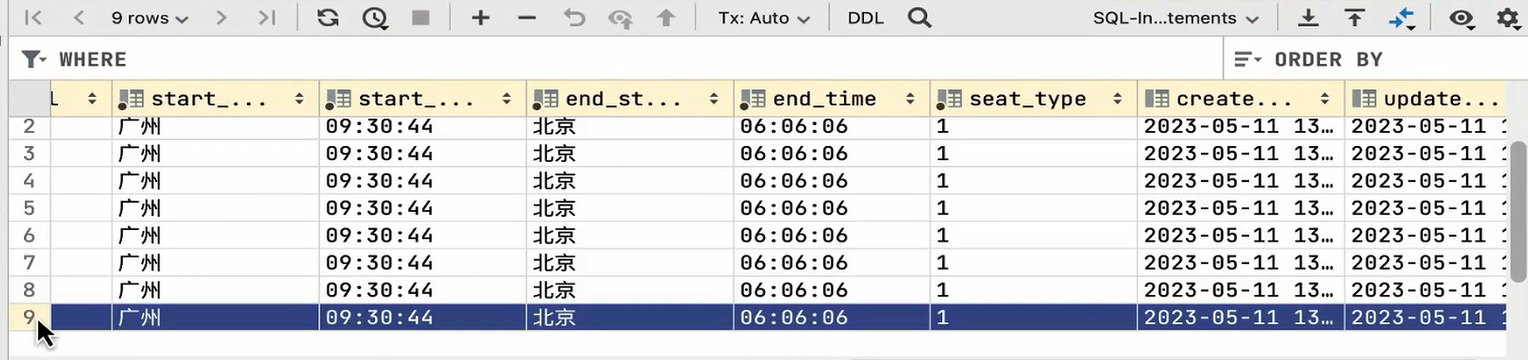 9 rows Tx: Auto DDL SQL-In...tements
WHERE ORDER BY
L start_... start_... end_st... end_time seat_type create... update...
2 广州 09:30:44 北京 06:06:06 1 2023-05-11 13… 2023-05-11 1
3 广州 09:30:44 北京 06:06:06 1 2023-05-11 13… 2023-05-11 1
4 广州 09:30:44 北京 06:06:06 1 2023-05-11 13… 2023-05-11 1
5 广州 09:30:44 北京 06:06:06 1 2023-05-11 13… 2023-05-11 1
6 广州 09:30:44 北京 06:06:06 1 2023-05-11 13… 2023-05-11 1
7 广州 09:30:44 北京 06:06:06 1 2023-05-11 13… 2023-05-11 1
8 广州 09:30:44 北京 06:06:06 1 2023-05-11 13… 2023-05-11 1
9 广州 09:30:44 北京 06:06:06 1 2023-05-11 13… 2023-05-11 1